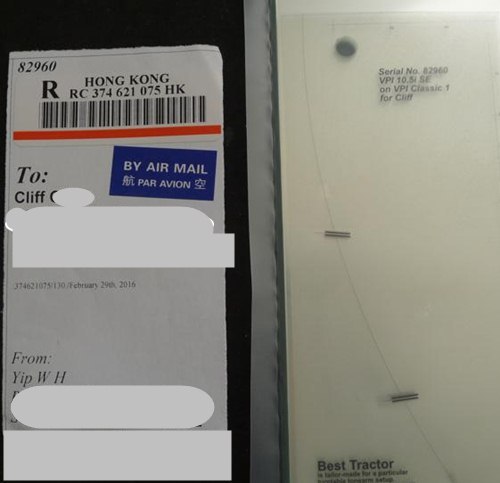 82960
R
HONG KONG
RC 374 621 075 HK
BY AIR MAIL
航 PAR AVION 空
To:
Cliff
374621075/130./February 29th, 2016
From:
Yip W H
Serial No. 82960
VPI 10.5i SE
on VPI Classic 1
for Cliff
Best Tractor
is tailor-made for a particular
tonearm setup.